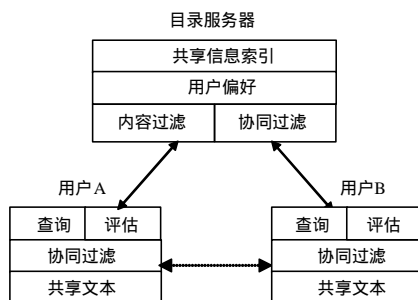 目录服务器
共享信息索引
用户偏好
内容过滤 协同过滤
用户A 用户B
查询 评估 查询 评估
协同过滤 协同过滤
共享文本 共享文本